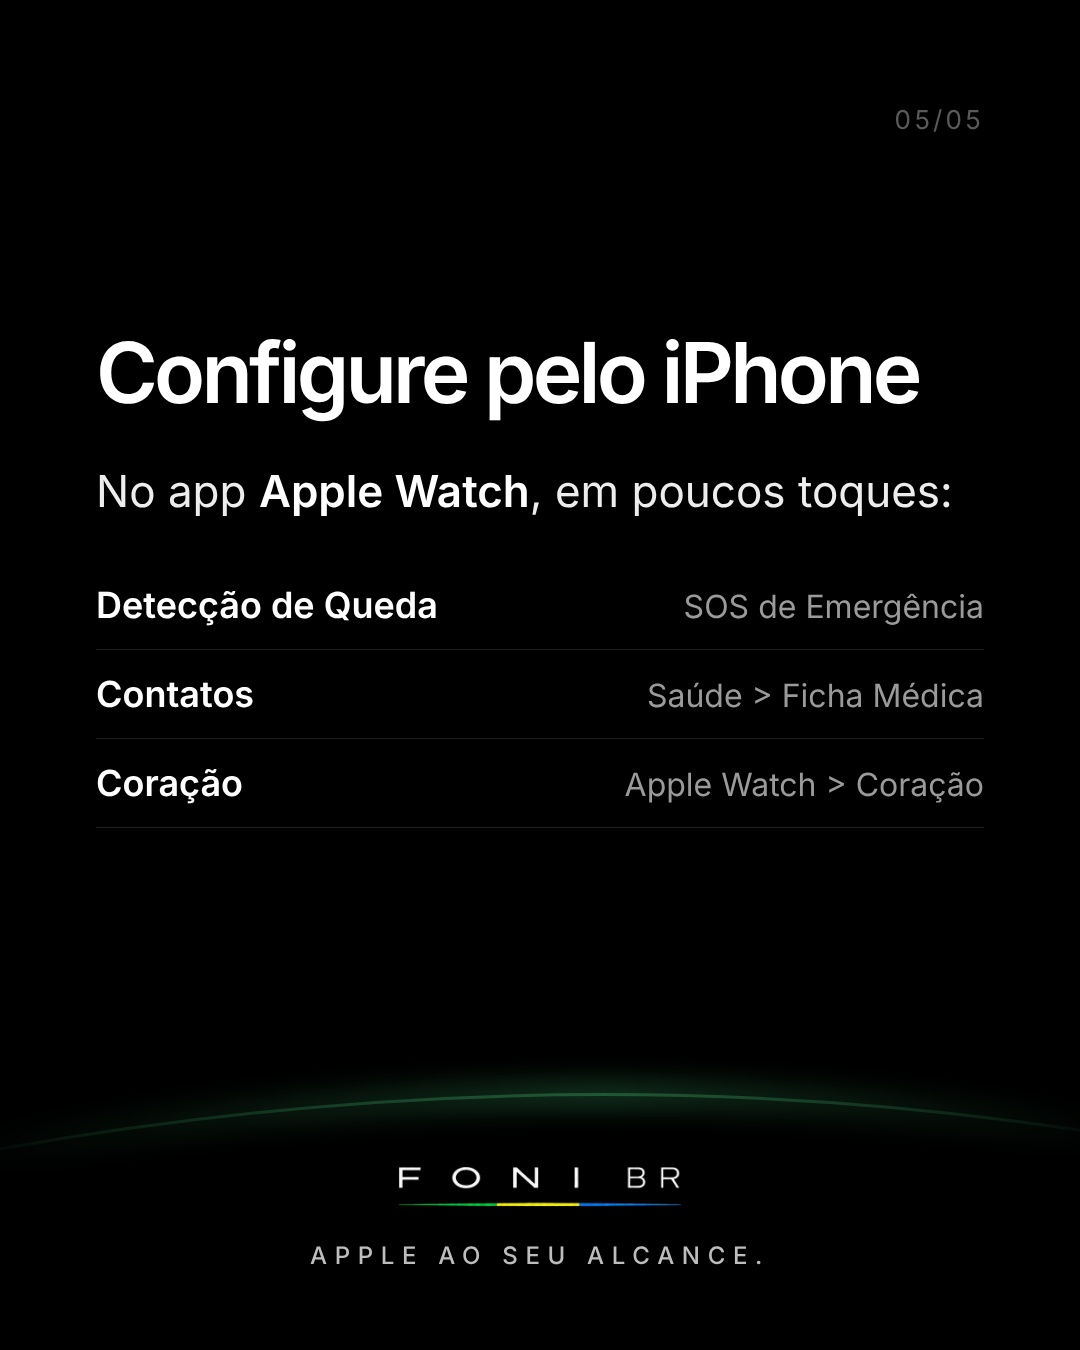 05/05
Configure pelo iPhone
No app Apple Watch, em poucos toques:
Detecção de Queda SOS de Emergência
Contatos Saúde > Ficha Médica
Coração Apple Watch > Coração
FONI BR
APPLE AO SEU ALCANCE.